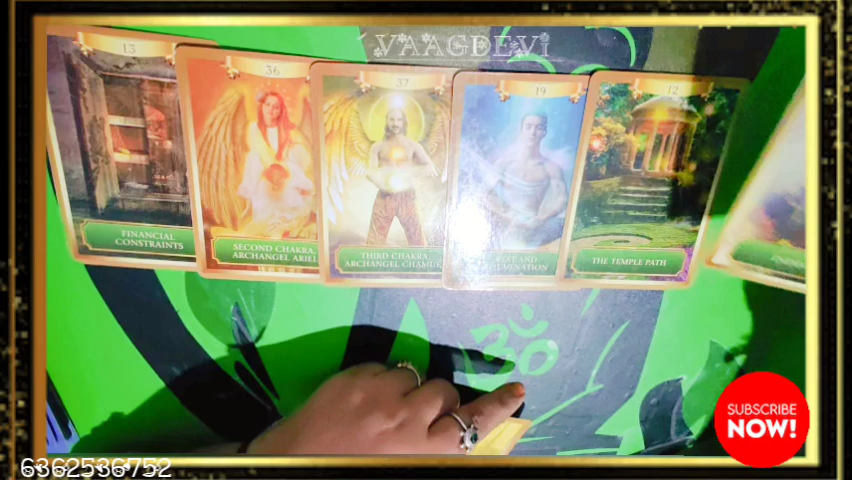 VAAGDEVI
13
FINANCIAL
CONSTRAINTS
36
SECOND CHAKRA,
ARCHANGEL ARIEL
37
THIRD CHAKRA,
ARCHANGEL
19
AND
12
THE TEMPLE PATH
ॐ
SUBSCRIBE
NOW!
6362536752